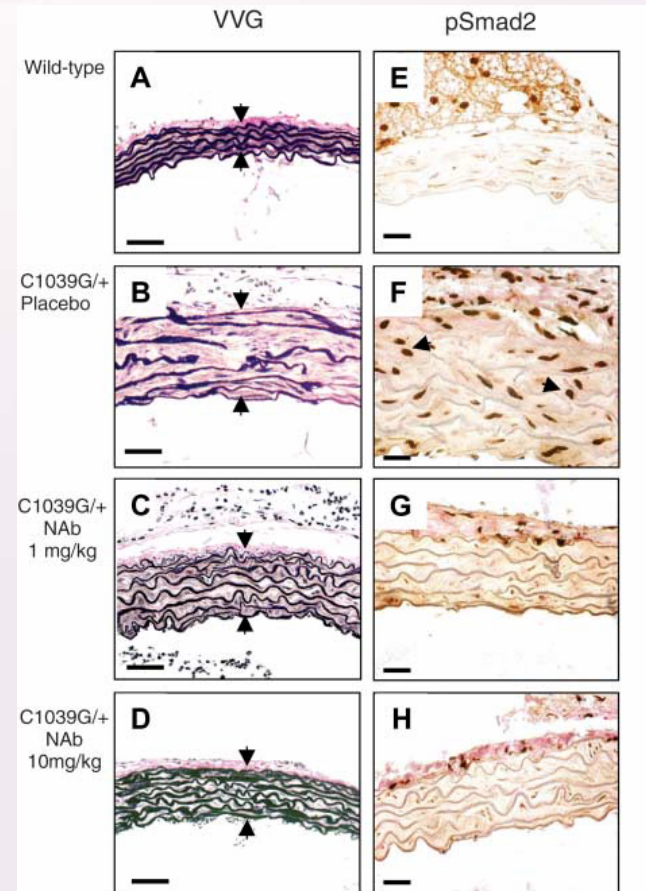 VVG pSmad2
Wild-type
A E
C1039G/+
Placebo
B F
C1039G/+
NAb
1 mg/kg
C G
C1039G/+
NAb
10mg/kg
D H